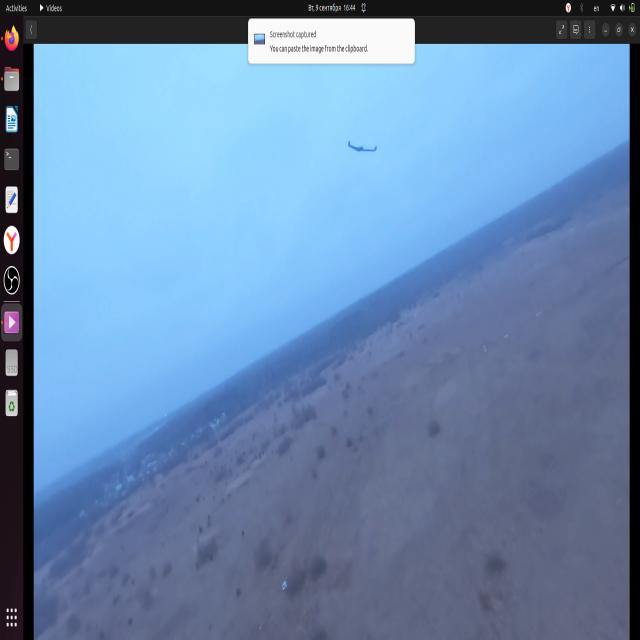 Activities Videos Вт, 9 сентября 16:44 en
Screenshot captured
You can paste the image from the clipboard.